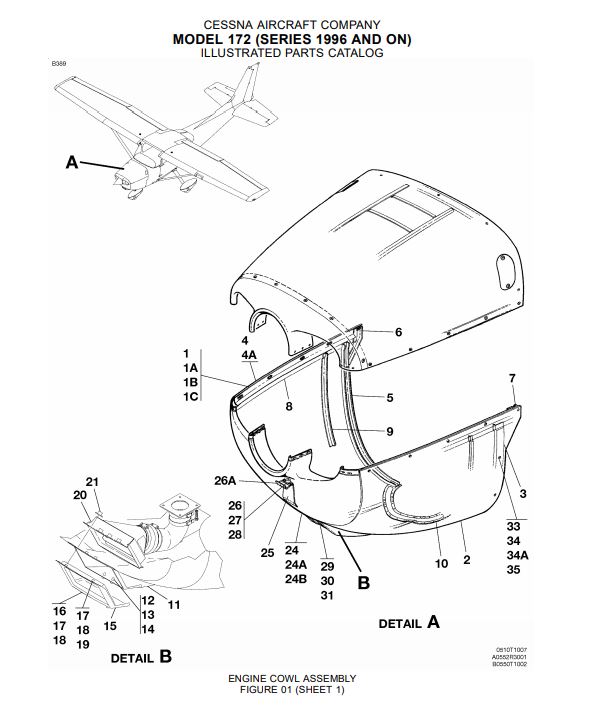 CESSNA AIRCRAFT COMPANY
MODEL 172 (SERIES 1996 AND ON)
ILLUSTRATED PARTS CATALOG
B389
A
6
4
4A
1
1A
1B
1C
8
5
9
7
3
26A
26
27
28
25
24
24A
24B
29
30
31
B
10
2
33
34
34A
35
DETAIL A
21
20
16
17
18
17
18
19
15
12
13
14
11
DETAIL B
0510T1007
A0552R3001
B0550T1002
ENGINE COWL ASSEMBLY
FIGURE 01 (SHEET 1)